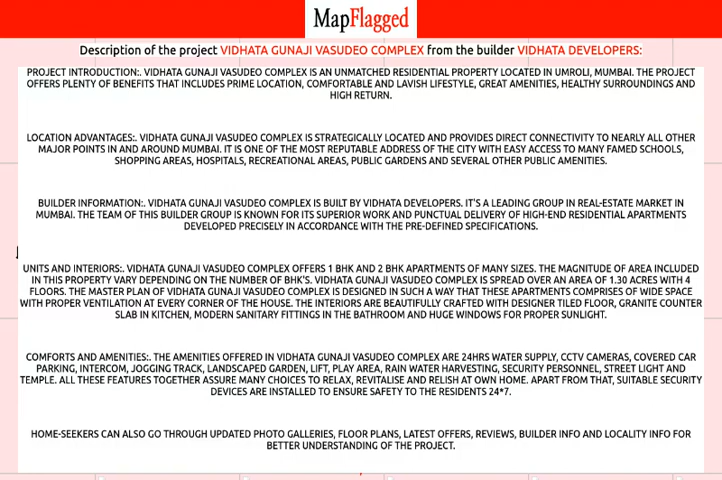 MapFlagged
Description of the project VIDHATA GUNAJI VASUDEO COMPLEX from the builder VIDHATA DEVELOPERS:
PROJECT INTRODUCTION:. VIDHATA GUNAJI VASUDEO COMPLEX IS AN UNMATCHED RESIDENTIAL PROPERTY LOCATED IN UMROLI, MUMBAI. THE PROJECT
OFFERS PLENTY OF BENEFITS THAT INCLUDES PRIME LOCATION, COMFORTABLE AND LAVISH LIFESTYLE, GREAT AMENITIES, HEALTHY SURROUNDINGS AND
HIGH RETURN.
LOCATION ADVANTAGES:. VIDHATA GUNAJI VASUDEO COMPLEX IS STRATEGICALLY LOCATED AND PROVIDES DIRECT CONNECTIVITY TO NEARLY ALL OTHER
MAJOR POINTS IN AND AROUND MUMBAI. IT IS ONE OF THE MOST REPUTABLE ADDRESS OF THE CITY WITH EASY ACCESS TO MANY FAMED SCHOOLS,
SHOPPING AREAS, HOSPITALS, RECREATIONAL AREAS, PUBLIC GARDENS AND SEVERAL OTHER PUBLIC AMENITIES.
BUILDER INFORMATION:. VIDHATA GUNAJI VASUDEO COMPLEX IS BUILT BY VIDHATA DEVELOPERS. IT'S A LEADING GROUP IN REAL-ESTATE MARKET IN
MUMBAI. THE TEAM OF THIS BUILDER GROUP IS KNOWN FOR ITS SUPERIOR WORK AND PUNCTUAL DELIVERY OF HIGH-END RESIDENTIAL APARTMENTS
DEVELOPED PRECISELY IN ACCORDANCE WITH THE PRE-DEFINED SPECIFICATIONS.
UNITS AND INTERIORS:. VIDHATA GUNAJI VASUDEO COMPLEX OFFERS 1 BHK AND 2 BHK APARTMENTS OF MANY SIZES. THE MAGNITUDE OF AREA INCLUDED
IN THIS PROPERTY VARY DEPENDING ON THE NUMBER OF BHK'S. VIDHATA GUNAJI VASUDEO COMPLEX IS SPREAD OVER AN AREA OF 1.30 ACRES WITH 4
FLOORS. THE MASTER PLAN OF VIDHATA GUNAJI VASUDEO COMPLEX IS DESIGNED IN SUCH A WAY THAT THESE APARTMENTS COMPRISES OF WIDE SPACE
WITH PROPER VENTILATION AT EVERY CORNER OF THE HOUSE. THE INTERIORS ARE BEAUTIFULLY CRAFTED WITH DESIGNER TILED FLOOR, GRANITE COUNTER
SLAB IN KITCHEN, MODERN SANITARY FITTINGS IN THE BATHROOM AND HUGE WINDOWS FOR PROPER SUNLIGHT.
COMFORTS AND AMENITIES:. THE AMENITIES OFFERED IN VIDHATA GUNAJI VASUDEO COMPLEX ARE 24HRS WATER SUPPLY, CCTV CAMERAS, COVERED CAR
PARKING, INTERCOM, JOGGING TRACK, LANDSCAPED GARDEN, LIFT, PLAY AREA, RAIN WATER HARVESTING, SECURITY PERSONNEL, STREET LIGHT AND
TEMPLE. ALL THESE FEATURES TOGETHER ASSURE MANY CHOICES TO RELAX, REVITALISE AND RELISH AT OWN HOME. APART FROM THAT, SUITABLE SECURITY
DEVICES ARE INSTALLED TO ENSURE SAFETY TO THE RESIDENTS 24*7.
HOME-SEEKERS CAN ALSO GO THROUGH UPDATED PHOTO GALLERIES, FLOOR PLANS, LATEST OFFERS, REVIEWS, BUILDER INFO AND LOCALITY INFO FOR
BETTER UNDERSTANDING OF THE PROJECT.